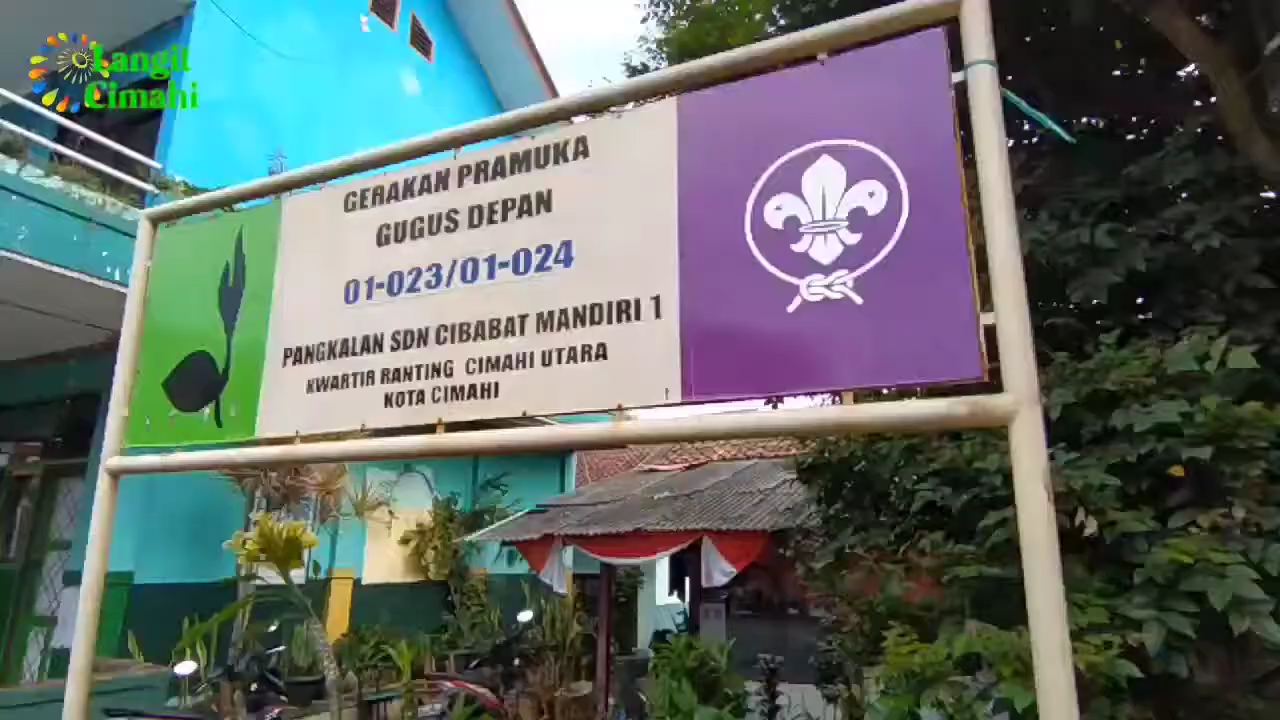 Langit
Cimahi
GERAKAN PRAMUKA
GUGUS DEPAN
01-023/01-024
PANGKALAN SDN CIBABAT MANDIRI 1
KWARTIR RANTING CIMAHI UTARA
KOTA CIMAHI